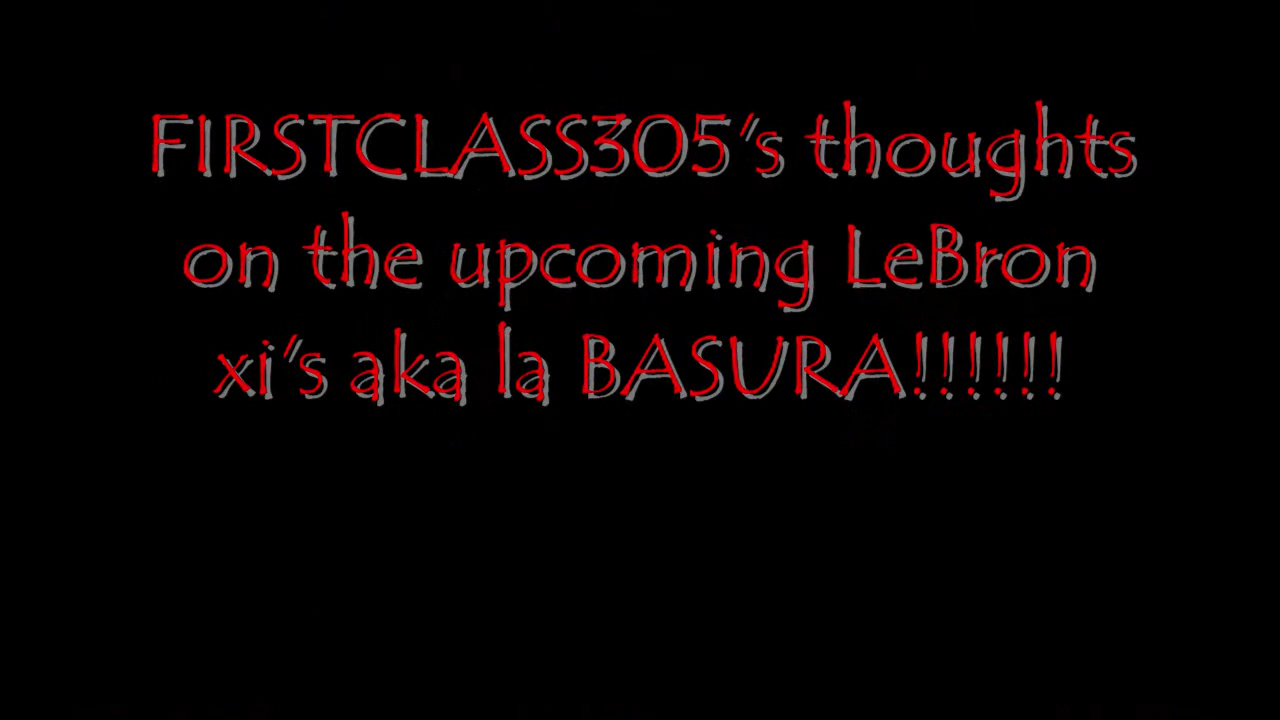 FIRSTCLASS305's thoughts
on the upcoming LeBron
xi's aka la BASURA!!!!!!